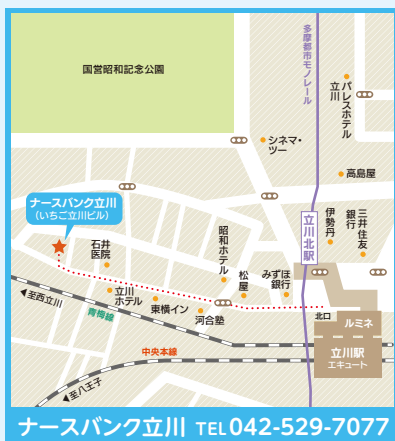 国営昭和記念公園
多摩都市モノレール
パレスホテル
立川
シネマ・
ツー
高島屋
ナースバンク立川
(いちご立川ビル)
立川北駅
伊勢丹
三井住友
銀行
石井
医院
昭和ホテル
松屋
みずほ
銀行
立川
ホテル
東横イン
河合塾
北口
ルミネ
立川駅
エキュート
◀至西立川
青梅線
中央本線
◀至八王子
ナースバンク立川 TEL 042-529-7077